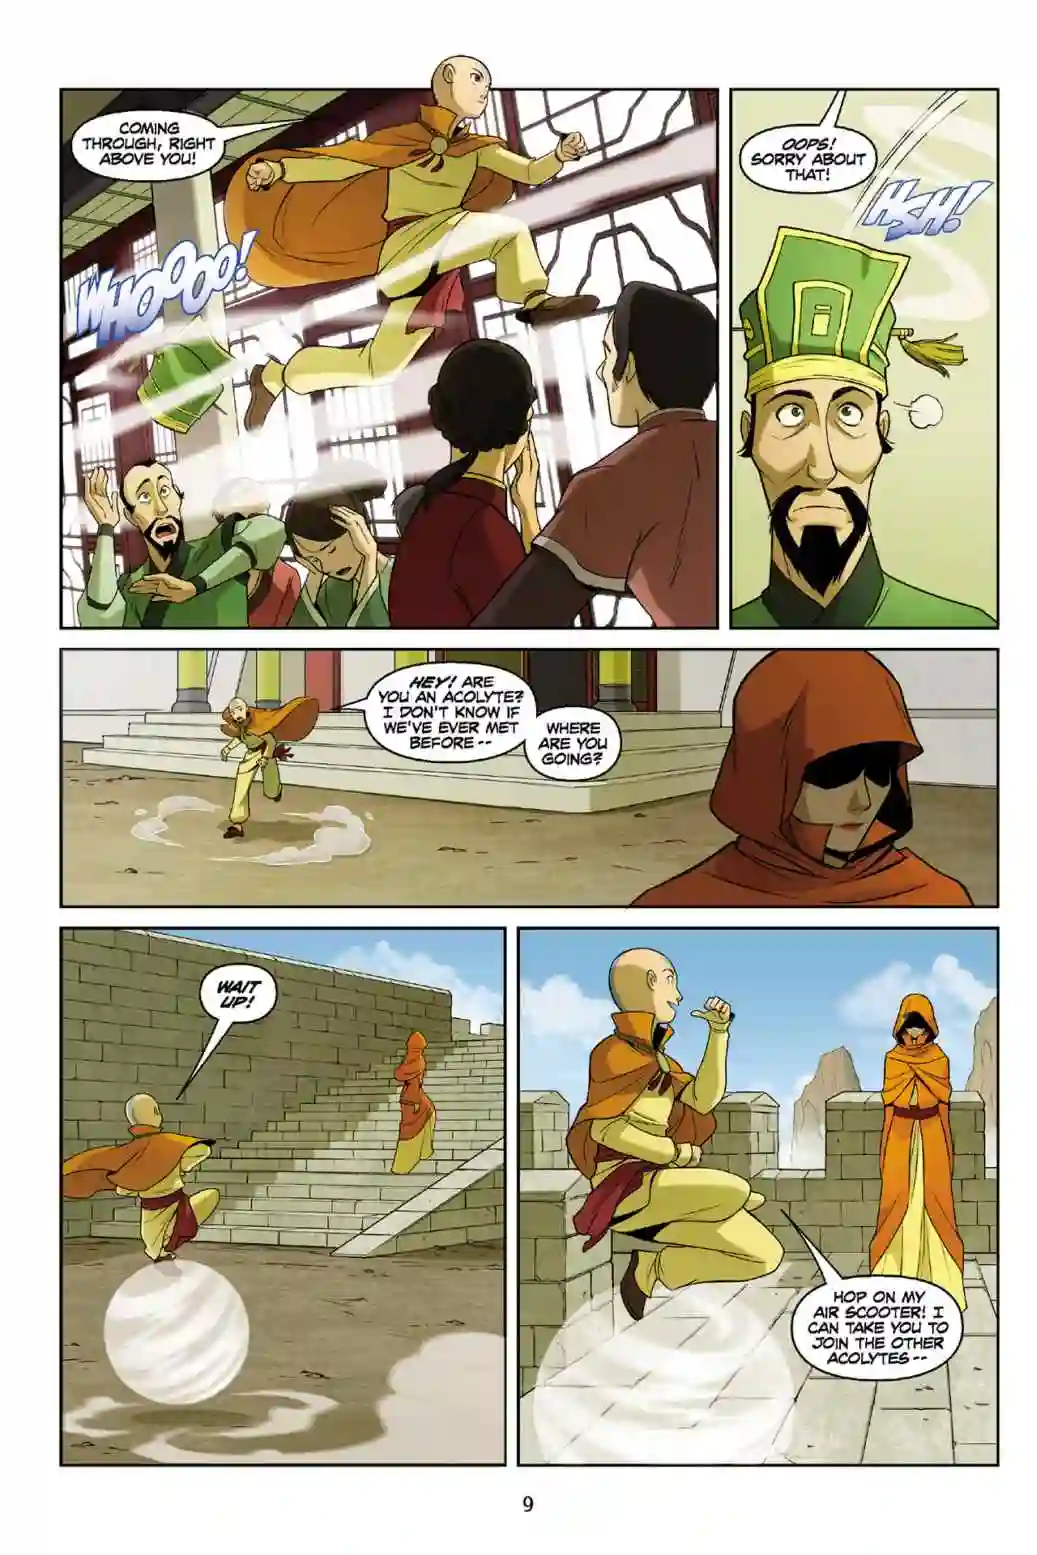 COMING
THROUGH, RIGHT
ABOVE YOU!
WHOOOO!
OOPS!
SORRY ABOUT
THAT!
HSH!
HEY! ARE
YOU AN ACOLYTE?
I DON'T KNOW IF
WE'VE EVER MET
BEFORE--
WHERE
ARE YOU
GOING?
WAIT
UP!
HOP ON MY
AIR SCOOTER! I
CAN TAKE YOU TO
JOIN THE OTHER
ACOLYTES--
9